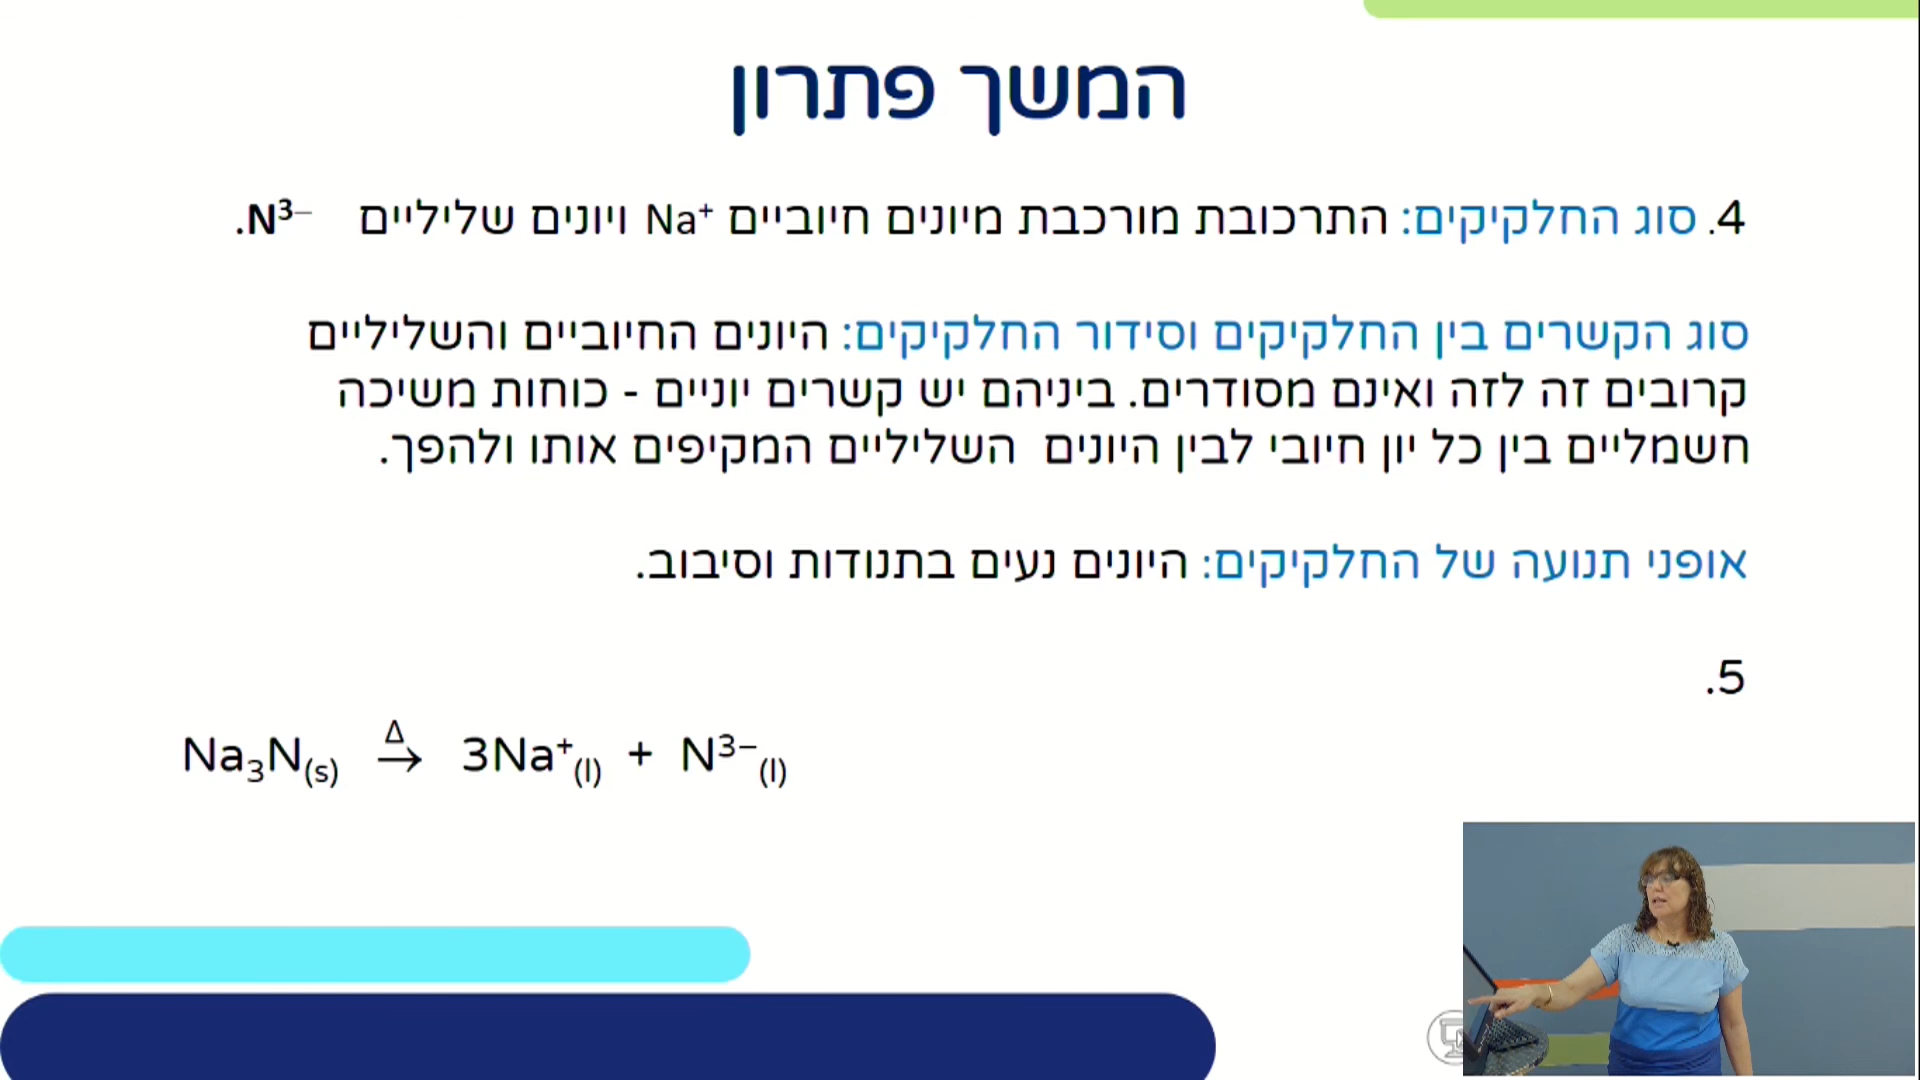 המשך פתרון
4. סוג החלקיקים: התרכובת מורכבת מיונים חיוביים Na⁺ ויונים שליליים N³⁻.
סוג הקשרים בין החלקיקים וסידור החלקיקים: היונים החיוביים והשליליים
קרובים זה לזה ואינם מסודרים. ביניהם יש קשרים יוניים - כוחות משיכה
חשמליים בין כל יון חיובי לבין היונים השליליים המקיפים אותו ולהפך.
אופני תנועה של החלקיקים: היונים נעים בתנודות וסיבוב.
5.
Na₃N(s) →^Δ 3Na⁺(l) + N³⁻(l)